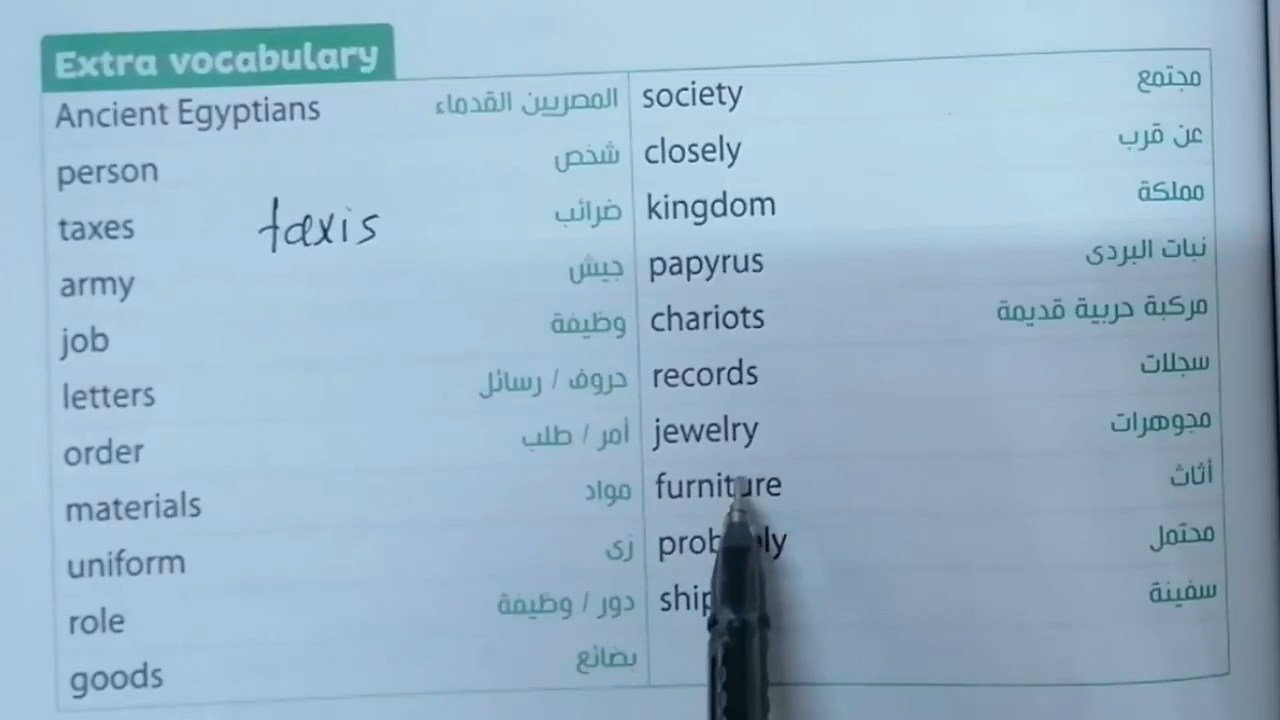 Extra vocabulary
Ancient Egyptians المصريين القدماء
person شخص
taxes taxis ضرائب
army جيش
job وظيفة
letters حروف / رسائل
order أمر / طلب
materials مواد
uniform زى
role دور / وظيفة
goods بضائع
society مجتمع
closely عن قرب
kingdom مملكة
papyrus نبات البردى
chariots مركبة حربية قديمة
records سجلات
jewelry مجوهرات
furniture أثاث
محتمل
سفينة